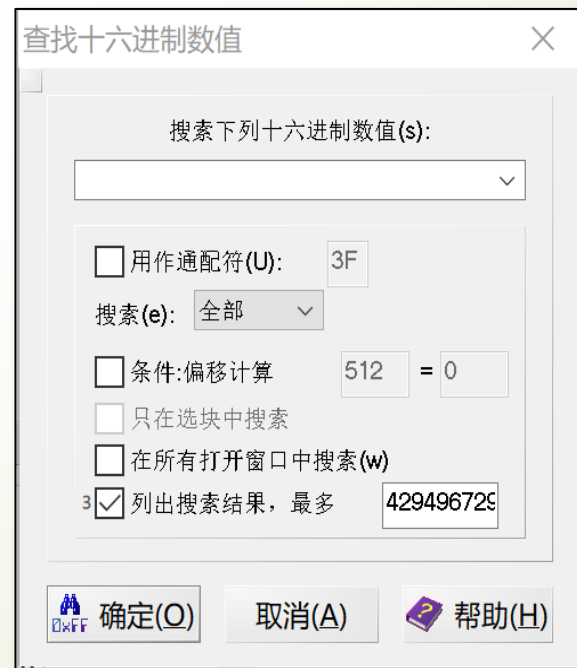 查找十六进制数值
搜索下列十六进制数值(s):
用作通配符(U): 3F
搜索(e): 全部
条件:偏移计算 512 = 0
只在选块中搜索
在所有打开窗口中搜索(w)
3 列出搜索结果，最多 429496729
0xFF 确定(O) 取消(A) ? 帮助(H)